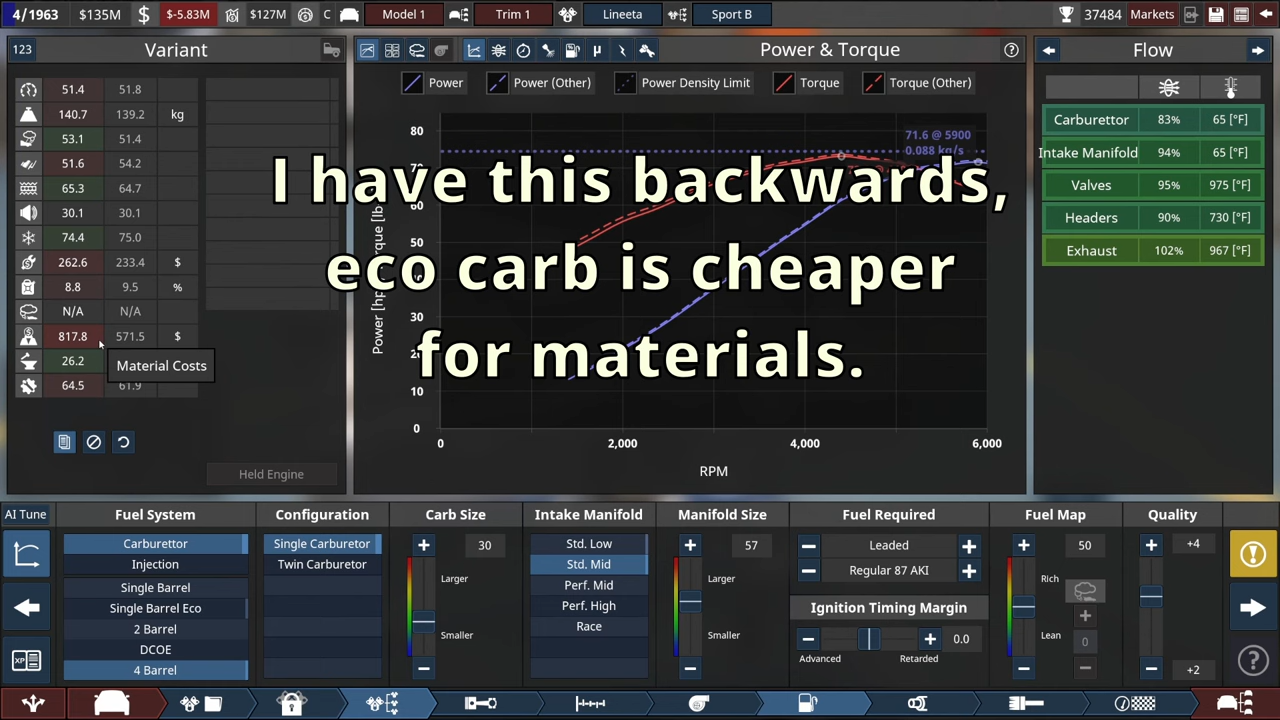 4/1963 $135M $-5.83M $127M C Model 1 Trim 1 Lineeta Sport B 37484 Markets
123 Variant
51.4 51.8
140.7 139.2 kg
53.1 51.4
51.6 54.2
65.3 64.7
30.1 30.1
74.4 75.0
262.6 233.4 $
8.8 9.5 %
N/A N/A
817.8 571.5 $
26.2
64.5 61.9
Material Costs
Held Engine
Power & Torque
Power Power (Other) Power Density Limit Torque Torque (Other)
71.6 @ 5900
0.088 kg/s
80
60
50
40
30
10
0
0 2,000 4,000 6,000
RPM
I have this backwards,
eco carb is cheaper
for materials.
Flow
Carburettor 83% 65 [°F]
Intake Manifold 94% 65 [°F]
Valves 95% 975 [°F]
Headers 90% 730 [°F]
Exhaust 102% 967 [°F]
AI Tune
Fuel System
Carburettor
Injection
Single Barrel
Single Barrel Eco
2 Barrel
DCOE
4 Barrel
Configuration
Single Carburetor
Twin Carburetor
Carb Size
30
Larger
Smaller
Intake Manifold
Std. Low
Std. Mid
Perf. Mid
Perf. High
Race
Manifold Size
57
Larger
Smaller
Fuel Required
Leaded
Regular 87 AKI
Ignition Timing Margin
0.0
Advanced Retarded
Fuel Map
50
Rich
0
Lean
Quality
+4
+2
XP